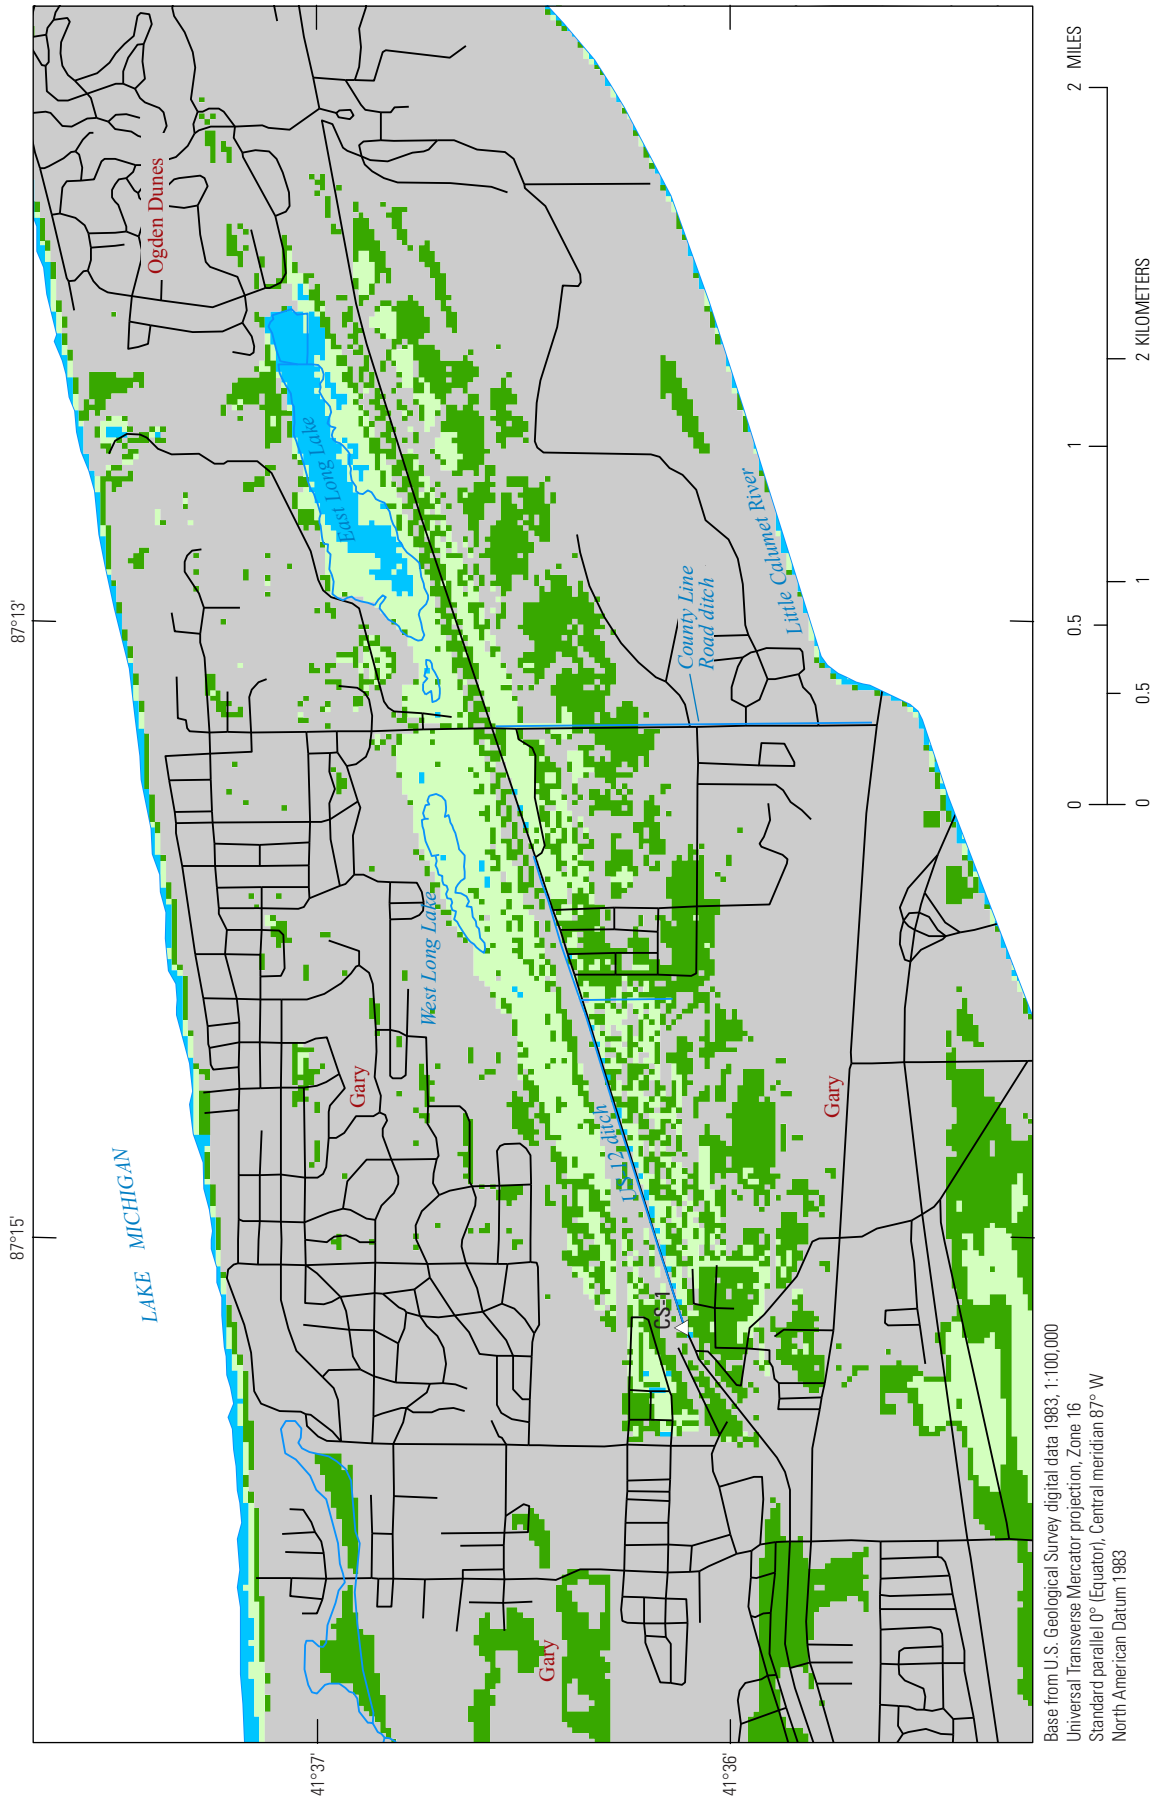 87°15'
87°13'
41°37'
41°36'
LAKE MICHIGAN
Ogden Dunes
East Long Lake
West Long Lake
Gary
US-12 ditch
CS-1
County Line
Road ditch
Little Calumet River
Gary
Gary
Base from U.S. Geological Survey digital data 1983, 1:100,000
Universal Transverse Mercator projection, Zone 16
Standard parallel 0° (Equator), Central meridian 87° W
North American Datum 1983
0 0.5 1 2 MILES
0 0.5 1 2 KILOMETERS